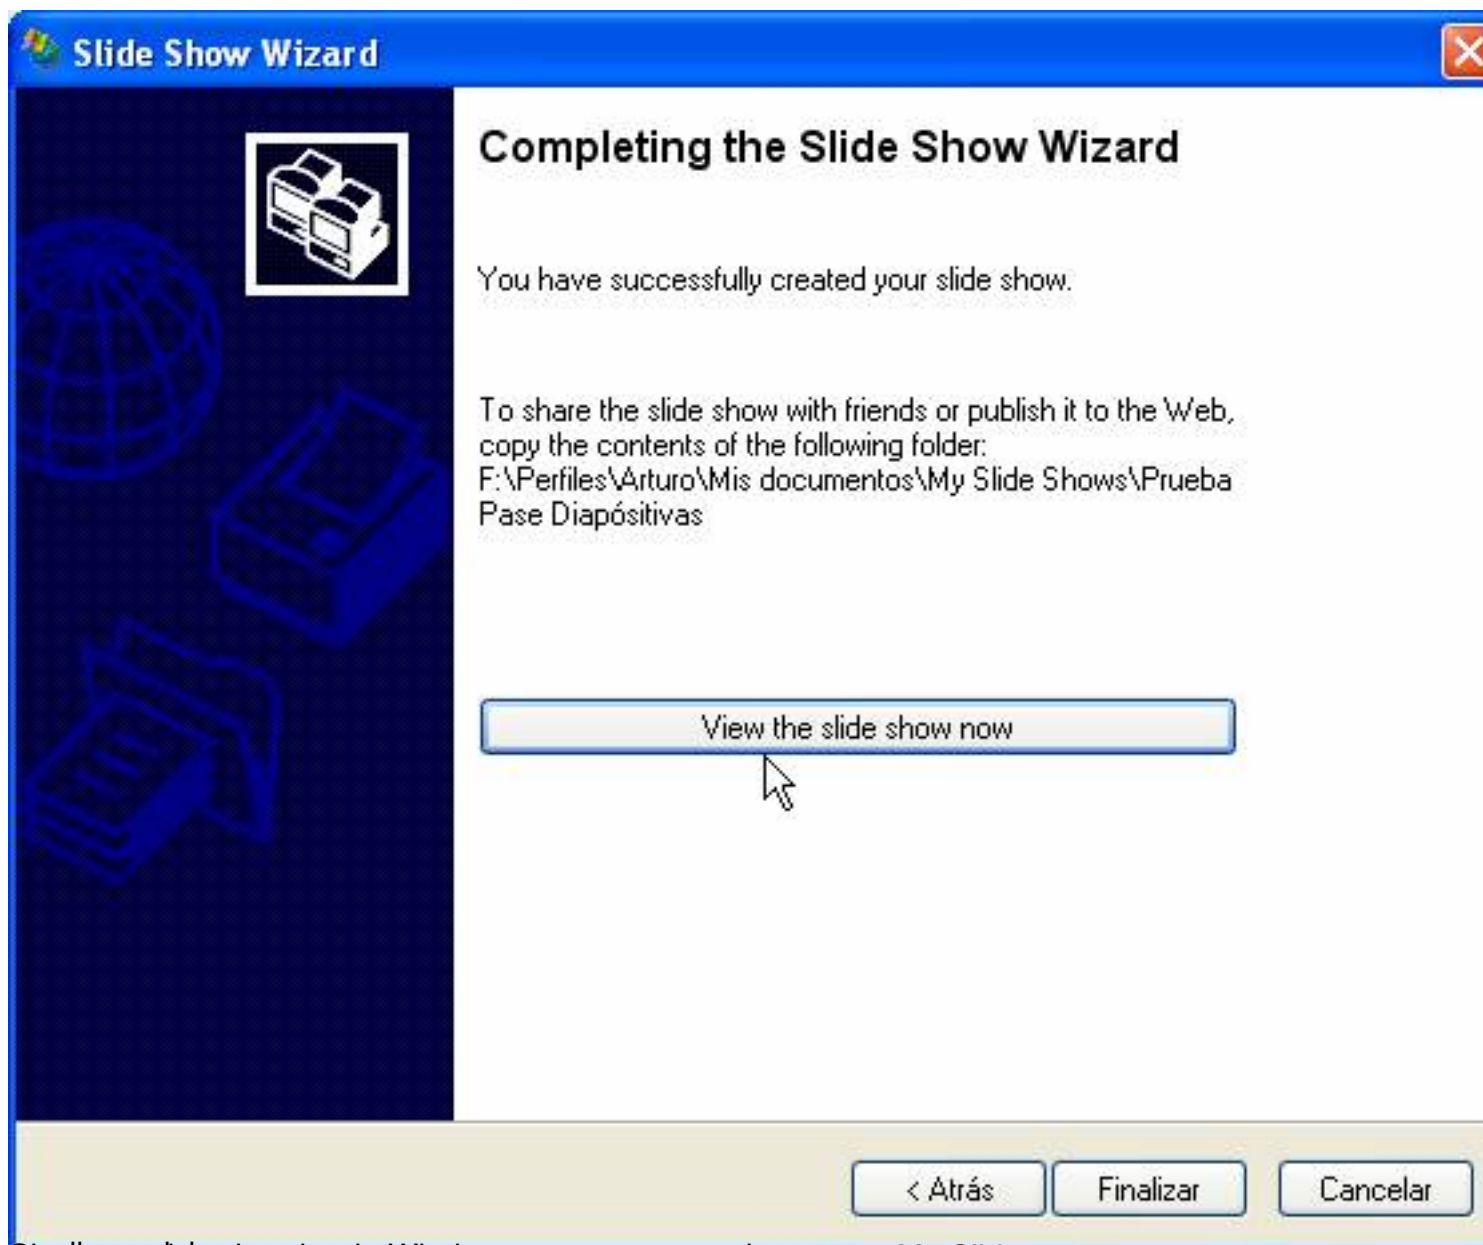 Slide Show Wizard
Completing the Slide Show Wizard
You have successfully created your slide show.
To share the slide show with friends or publish it to the Web,
copy the contents of the following folder:
F:\Perfiles\Arturo\Mis documentos\My Slide Shows\Prueba
Pase Diapósitivas
View the slide show now
< Atrás
Finalizar
Cancelar